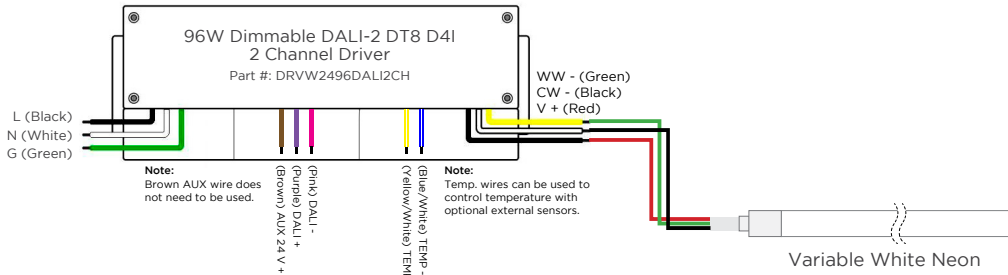 96W Dimmable DALI-2 DT8 D4I
2 Channel Driver
Part #: DRVW2496DALI2CH
WW - (Green)
CW - (Black)
V + (Red)
L (Black)
N (White)
G (Green)
Note:
Brown AUX wire does
not need to be used.
(Brown) AUX 24 V +
(Purple) DALI +
(Pink) DALI -
(Yellow/White)
(Blue/White) TEMP -
Note:
Temp. wires can be used to
control temperature with
optional external sensors.
Variable White Neon